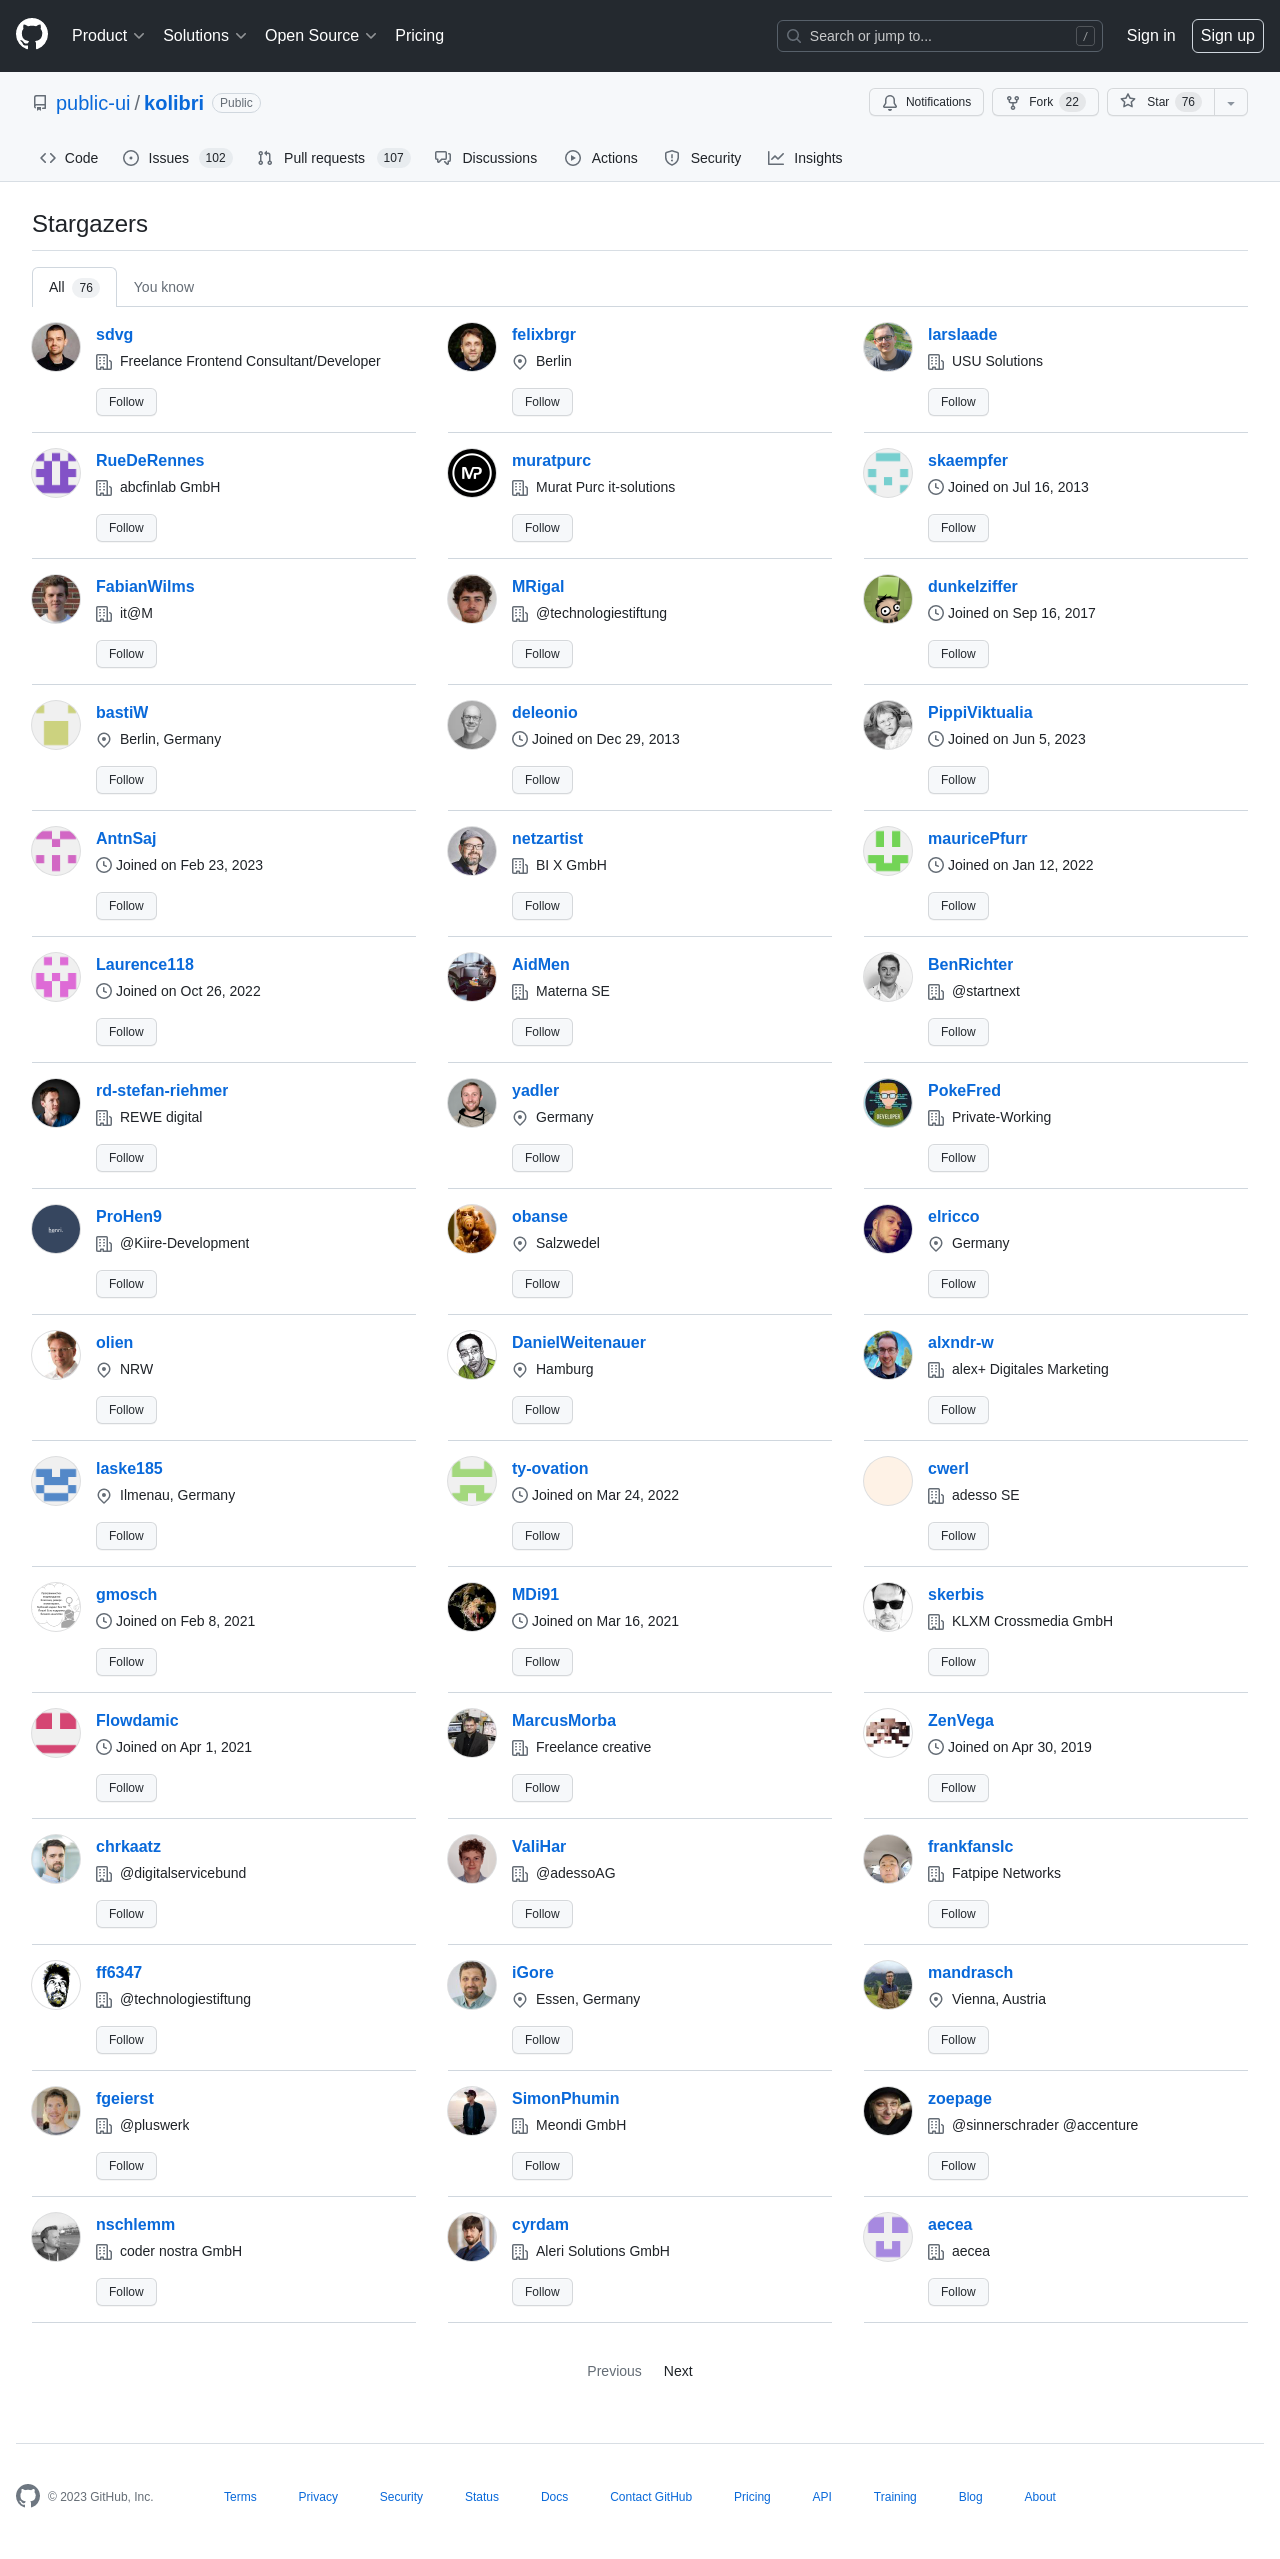 Product Solutions Open Source Pricing Search or jump to... / Sign in Sign up
public-ui / kolibri Public Notifications Fork 22 Star 76
Code Issues 102 Pull requests 107 Discussions Actions Security Insights
Stargazers
All 76 You know
sdvg felixbrgr larslaade
Freelance Frontend Consultant/Developer Berlin USU Solutions
Follow Follow Follow
RueDeRennes muratpurc skaempfer
abcfinlab GmbH Murat Purc it-solutions Joined on Jul 16, 2013
Follow Follow Follow
FabianWilms MRigal dunkelziffer
it@M @technologiestiftung Joined on Sep 16, 2017
Follow Follow Follow
bastiW deleonio PippiViktualia
Berlin, Germany Joined on Dec 29, 2013 Joined on Jun 5, 2023
Follow Follow Follow
AntnSaj netzartist mauricePfurr
Joined on Feb 23, 2023 BI X GmbH Joined on Jan 12, 2022
Follow Follow Follow
Laurence118 AidMen BenRichter
Joined on Oct 26, 2022 Materna SE @startnext
Follow Follow Follow
rd-stefan-riehmer yadler PokeFred
REWE digital Germany Private-Working
Follow Follow Follow
ProHen9 obanse elricco
@Kiire-Development Salzwedel Germany
Follow Follow Follow
olien DanielWeitenauer alxndr-w
NRW Hamburg alex+ Digitales Marketing
Follow Follow Follow
laske185 ty-ovation cwerl
Ilmenau, Germany Joined on Mar 24, 2022 adesso SE
Follow Follow Follow
gmosch MDi91 skerbis
Joined on Feb 8, 2021 Joined on Mar 16, 2021 KLXM Crossmedia GmbH
Follow Follow Follow
Flowdamic MarcusMorba ZenVega
Joined on Apr 1, 2021 Freelance creative Joined on Apr 30, 2019
Follow Follow Follow
chrkaatz ValiHar frankfanslc
@digitalservicebund @adessoAG Fatpipe Networks
Follow Follow Follow
ff6347 iGore mandrasch
@technologiestiftung Essen, Germany Vienna, Austria
Follow Follow Follow
fgeierst SimonPhumin zoepage
@pluswerk Meondi GmbH @sinnerschrader @accenture
Follow Follow Follow
nschlemm cyrdam aecea
coder nostra GmbH Aleri Solutions GmbH aecea
Follow Follow Follow
Previous Next
© 2023 GitHub, Inc. Terms Privacy Security Status Docs Contact GitHub Pricing API Training Blog About